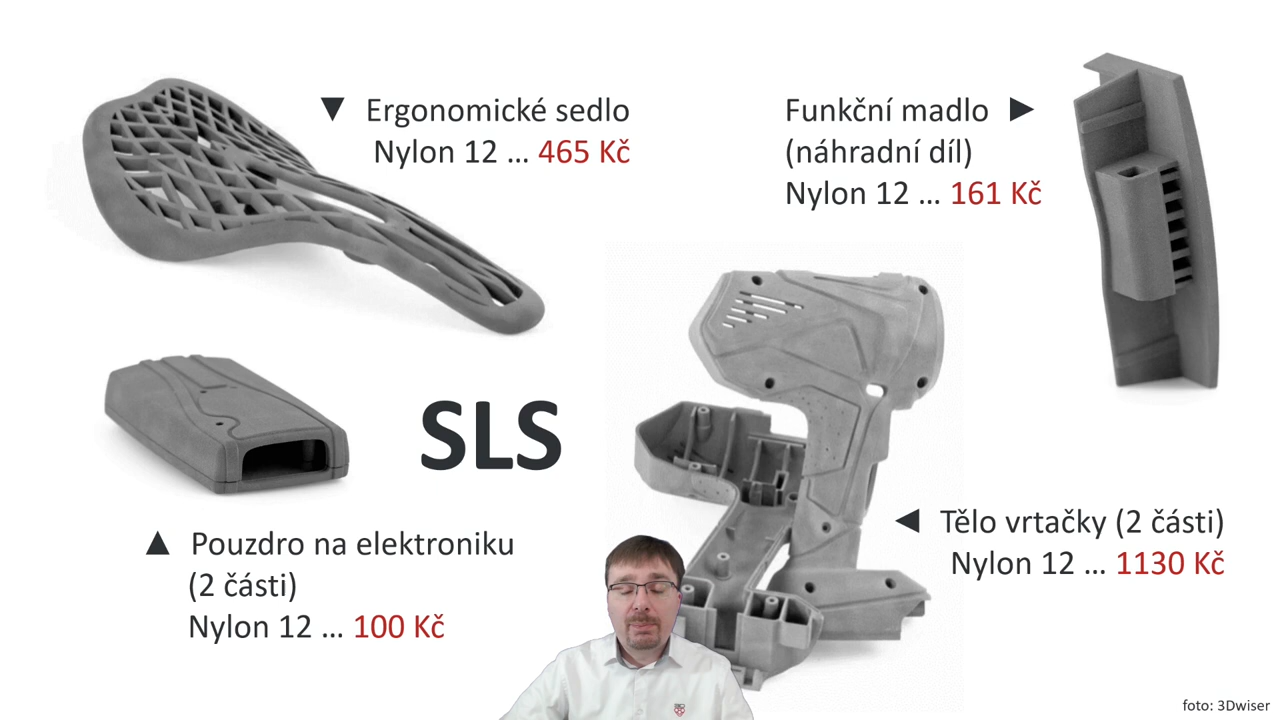 ▼ Ergonomické sedlo
Nylon 12 ... 465 Kč
Funkční madlo ►
(náhradní díl)
Nylon 12 ... 161 Kč
SLS
▲ Pouzdro na elektroniku
(2 části)
Nylon 12 ... 100 Kč
◄ Tělo vrtačky (2 části)
Nylon 12 ... 1130 Kč
foto: 3Dwiser